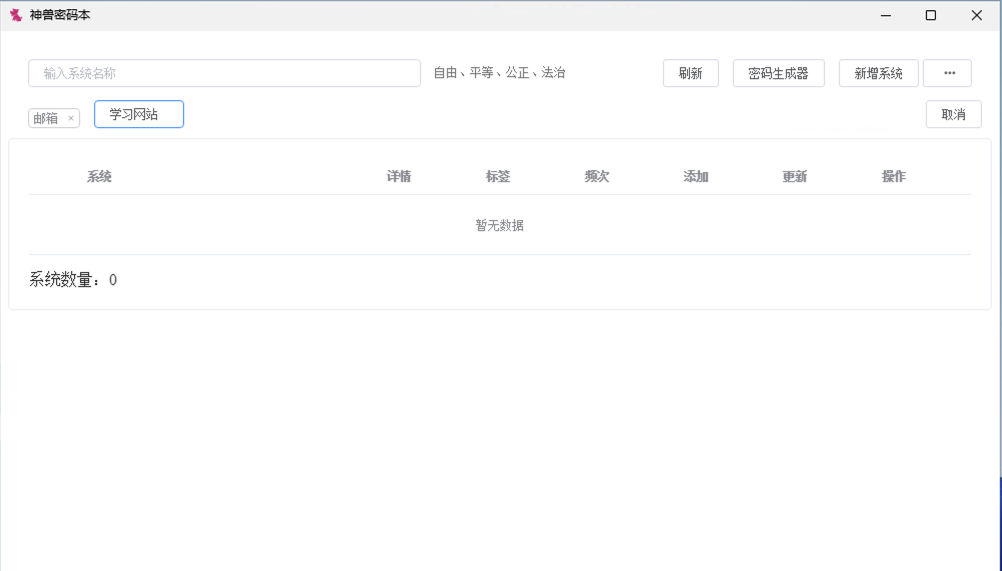 神兽密码本
输入系统名称 自由、平等、公正、法治 刷新 密码生成器 新增系统 ···
邮箱 × 学习网站 取消
系统 详情 标签 频次 添加 更新 操作
暂无数据
系统数量：0